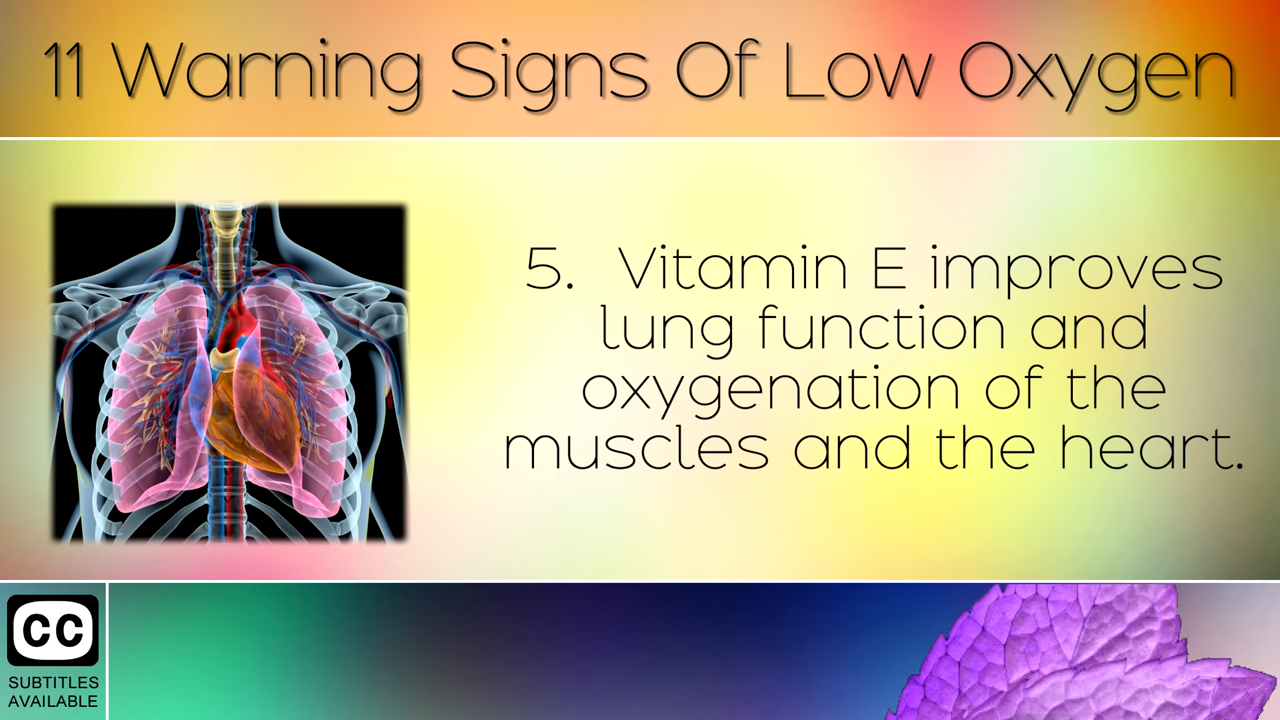 11 Warning Signs Of Low Oxygen
5. Vitamin E improves
lung function and
oxygenation of the
muscles and the heart.
CC
SUBTITLES
AVAILABLE